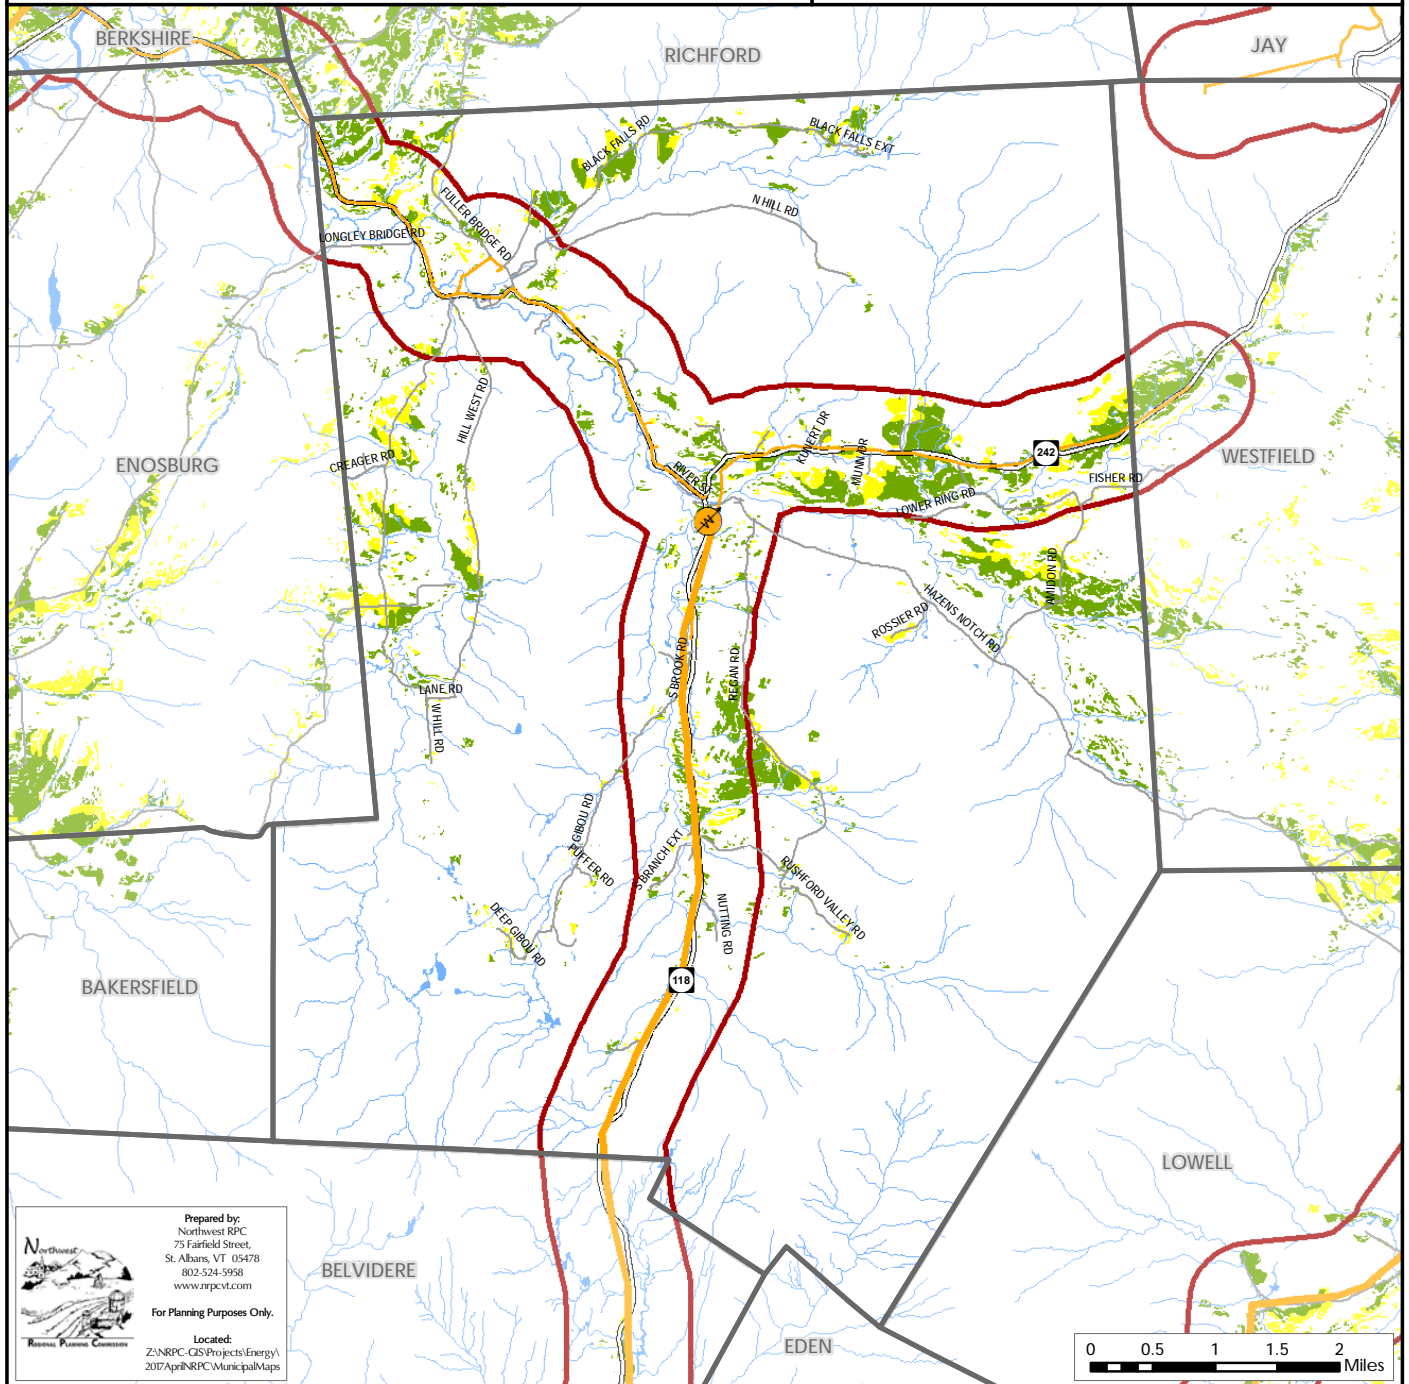 BERKSHIRE
RICHFORD
JAY
BLACK FALLS RD
BLACK FALLS EXT
FULLER BRIDGE RD
N HILL RD
LONGLEY BRIDGE RD
HILL WEST RD
KUNERT DR
MUNN DR
242
ENOSBURG
CREAGER RD
RIVER ST
WESTFIELD
FISHER RD
LOWER RING RD
AMIDON RD
HAZENS NOTCH RD
ROSSIER RD
S BROOK RD
REGAN RD
LANE RD
W HILL RD
GIBOU RD
PUFFER RD
S BRANCH EXT
RUSHFORD VALLEY RD
NUTTING RD
DEEP GIBOU RD
118
BAKERSFIELD
LOWELL
BELVIDERE
EDEN
Northwest
REGIONAL PLANNING COMMISSION
Prepared by:
Northwest RPC
75 Fairfield Street,
St. Albans, VT 05478
802-524-5958
www.nrpcvt.com
For Planning Purposes Only.
Located:
Z:\NRPC-GIS\Projects\Energy\
2017AprilNRPC\MunicipalMaps
0 0.5 1 1.5 2
Miles